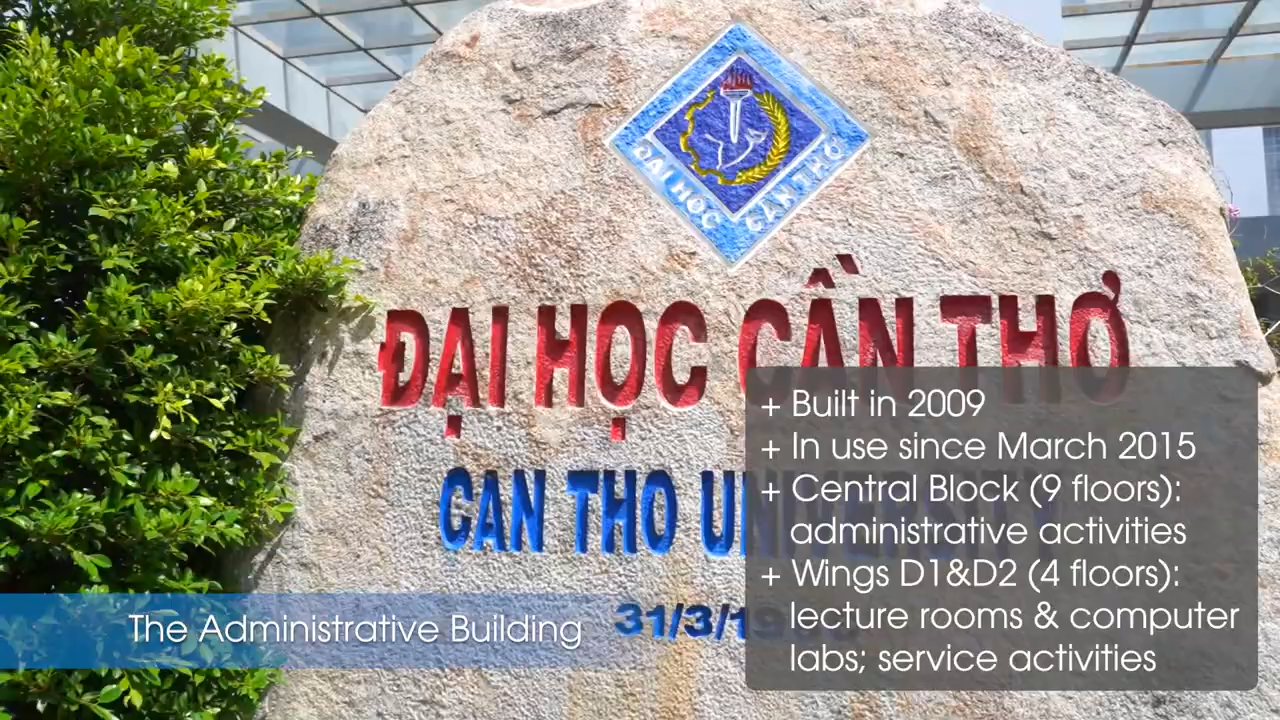 ĐẠI HỌC CẦN THƠ
ĐẠI HỌC CẦN THƠ
CAN THO UNIVERSITY
31/3/1966
The Administrative Building
+ Built in 2009
+ In use since March 2015
+ Central Block (9 floors):
administrative activities
+ Wings D1&D2 (4 floors):
lecture rooms & computer
labs; service activities